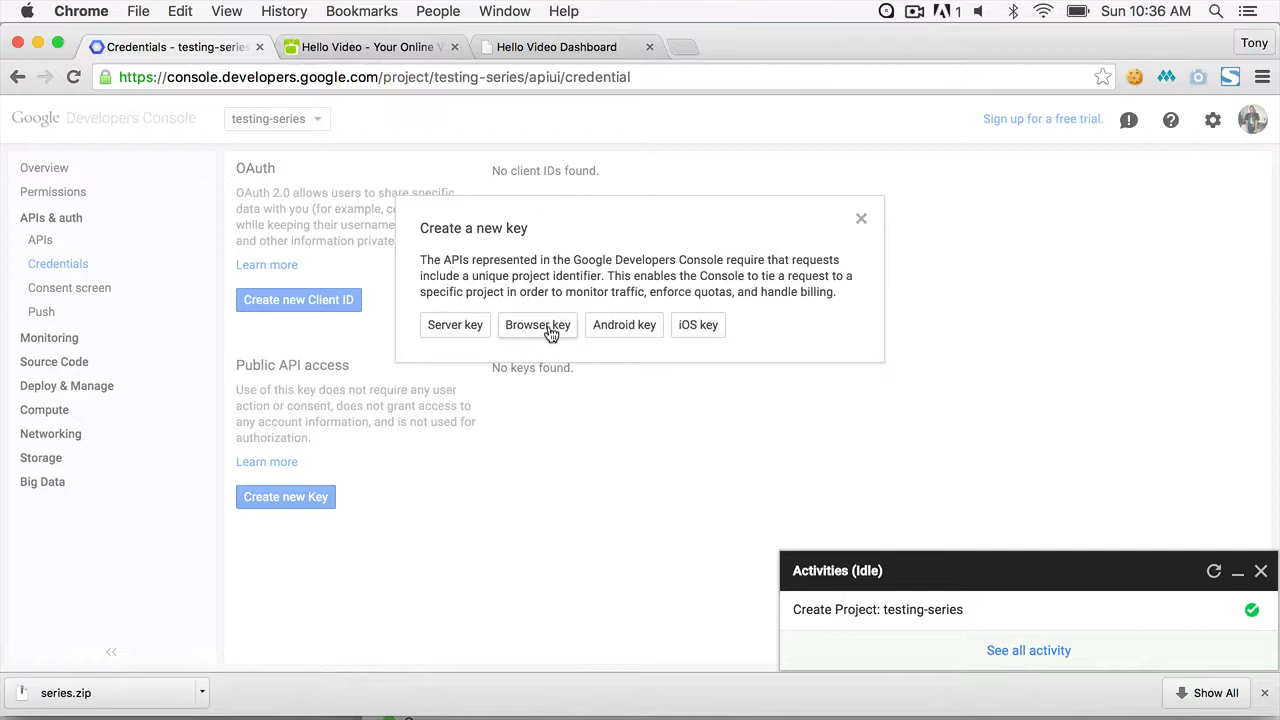 Chrome File Edit View History Bookmarks People Window Help 1 Sun 10:36 AM
Credentials - testing-series Hello Video - Your Online V Hello Video Dashboard Tony
https://console.developers.google.com/project/testing-series/apiui/credential
Google Developers Console testing-series Sign up for a free trial.
Overview
Permissions
APIs & auth
APIs
Credentials
Consent screen
Push
Monitoring
Source Code
Deploy & Manage
Compute
Networking
Storage
Big Data
OAuth
OAuth 2.0 allows users to share specific
data with you (for example, co
while keeping their username
and other information private
Learn more
Create new Client ID
No client IDs found.
Public API access
Use of this key does not require any user
action or consent, does not grant access to
any account information, and is not used for
authorization.
Learn more
Create new Key
No keys found.
Create a new key
The APIs represented in the Google Developers Console require that requests
include a unique project identifier. This enables the Console to tie a request to a
specific project in order to monitor traffic, enforce quotas, and handle billing.
Server key Browser key Android key iOS key
Activities (Idle)
Create Project: testing-series
See all activity
series.zip Show All